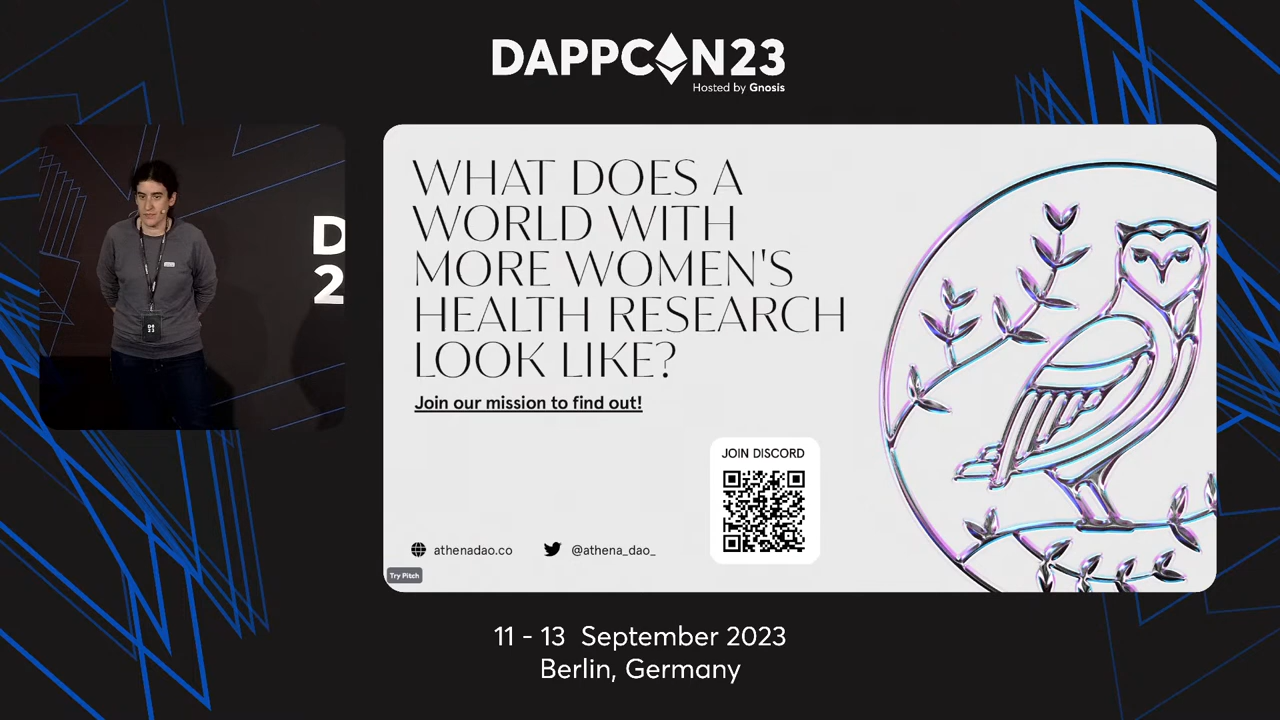 DAPPCON23
Hosted by Gnosis
D
2
WHAT DOES A
WORLD WITH
MORE WOMEN'S
HEALTH RESEARCH
LOOK LIKE?
Join our mission to find out!
JOIN DISCORD
athenadao.co
@athena_dao_
Try Pitch
11 - 13 September 2023
Berlin, Germany